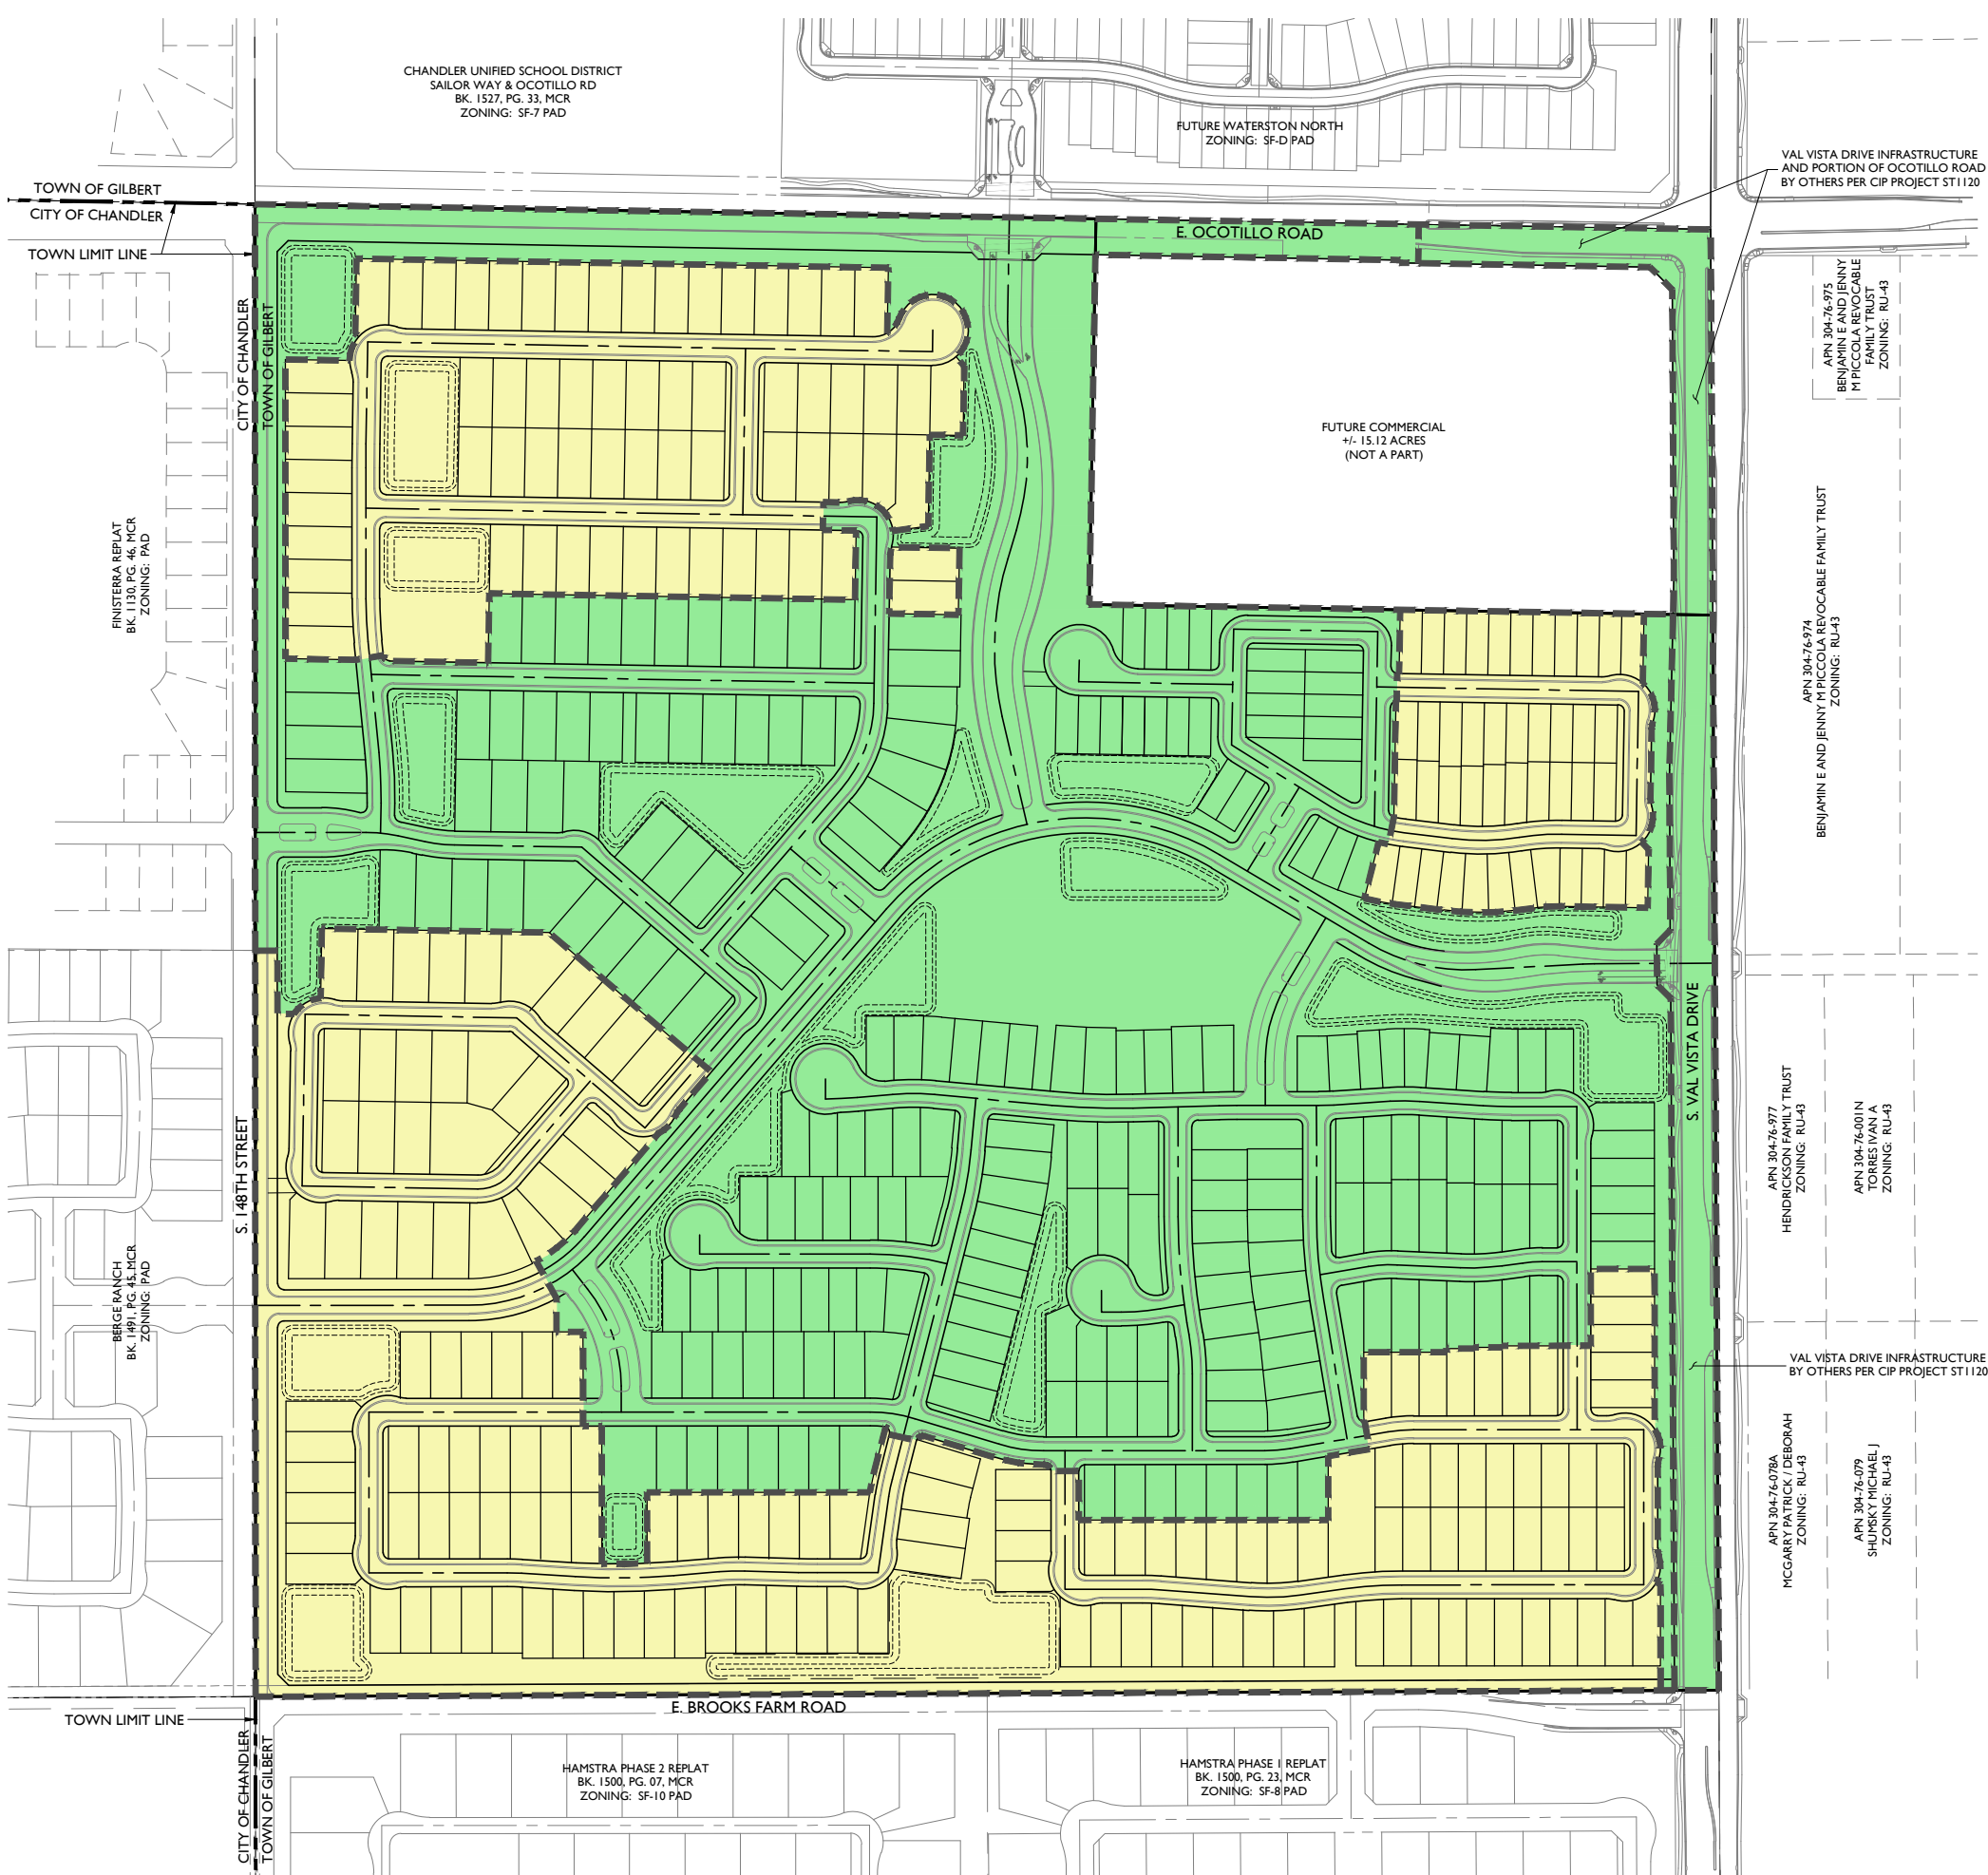 CHANDLER UNIFIED SCHOOL DISTRICT
SAILOR WAY & OCOTILLO RD
BK. 1527, PG. 33, MCR
ZONING: SF-7 PAD
FUTURE WATERSTON NORTH
ZONING: SF-D PAD
VAL VISTA DRIVE INFRASTRUCTURE
AND PORTION OF OCOTILLO ROAD
BY OTHERS PER CIP PROJECT ST1120
TOWN OF GILBERT
CITY OF CHANDLER
TOWN LIMIT LINE
E. OCOTILLO ROAD
CITY OF CHANDLER
TOWN OF GILBERT
APN 304-76-975
BENJAMIN E AND JENNY
M PICCOLA REVOCABLE
FAMILY TRUST
ZONING: RU-43
FUTURE COMMERCIAL
+/- 15.12 ACRES
(NOT A PART)
FINISTERRA REPLAT
BK. 1130, PG. 46, MCR
ZONING: PAD
APN 304-76-974
BENJAMIN E AND JENNY M PICCOLA REVOCABLE FAMILY TRUST
ZONING: RU-43
S. VAL VISTA DRIVE
APN 304-76-977
HENDRICKSON FAMILY TRUST
ZONING: RU-43
APN 304-76-001N
TORRES IVAN A
ZONING: RU-43
S. 148TH STREET
BERGE RANCH
BK. 1491, PG. 45, MCR
ZONING: PAD
VAL VISTA DRIVE INFRASTRUCTURE
BY OTHERS PER CIP PROJECT ST1120
APN 304-76-078A
MCGARRY PATRICK / DEBORAH
ZONING: RU-43
APN 304-76-079
SHUMSKY MICHAEL J
ZONING: RU-43
E. BROOKS FARM ROAD
TOWN LIMIT LINE
CITY OF CHANDLER
TOWN OF GILBERT
HAMSTRA PHASE 2 REPLAT
BK. 1500, PG. 07, MCR
ZONING: SF-10 PAD
HAMSTRA PHASE 1 REPLAT
BK. 1500, PG. 23, MCR
ZONING: SF-8 PAD